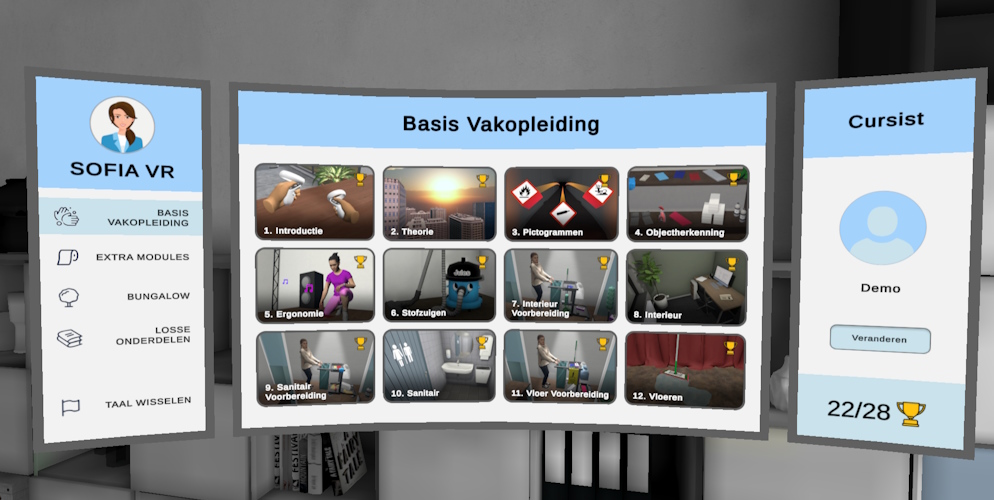 SOFIA VR
BASIS
VAKOPLEIDING
EXTRA MODULES
BUNGALOW
LOSSE
ONDERDELEN
TAAL WISSELEN
Basis Vakopleiding
1. Introductie
2. Theorie
3. Pictogrammen
4. Objectherkenning
5. Ergonomie
6. Stofzuigen
7. Interieur
Voorbereiding
8. Interieur
9. Sanitair
Voorbereiding
10. Sanitair
11. Vloer Voorbereiding
12. Vloeren
Cursist
Demo
Veranderen
22/28